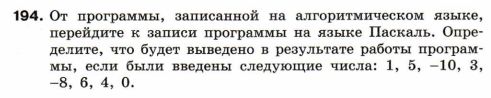 194. От программы, записанной на алгоритмическом языке,
перейдите к записи программы на языке Паскаль. Опре-
делите, что будет выведено в результате работы програм-
мы, если были введены следующие числа: 1, 5, –10, 3,
–8, 6, 4, 0.